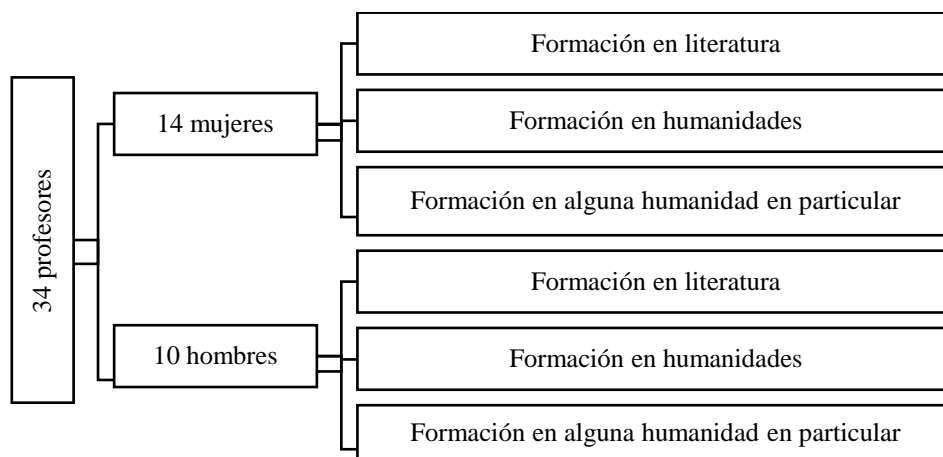 34 profesores
14 mujeres
Formación en literatura
Formación en humanidades
Formación en alguna humanidad en particular
10 hombres
Formación en literatura
Formación en humanidades
Formación en alguna humanidad en particular